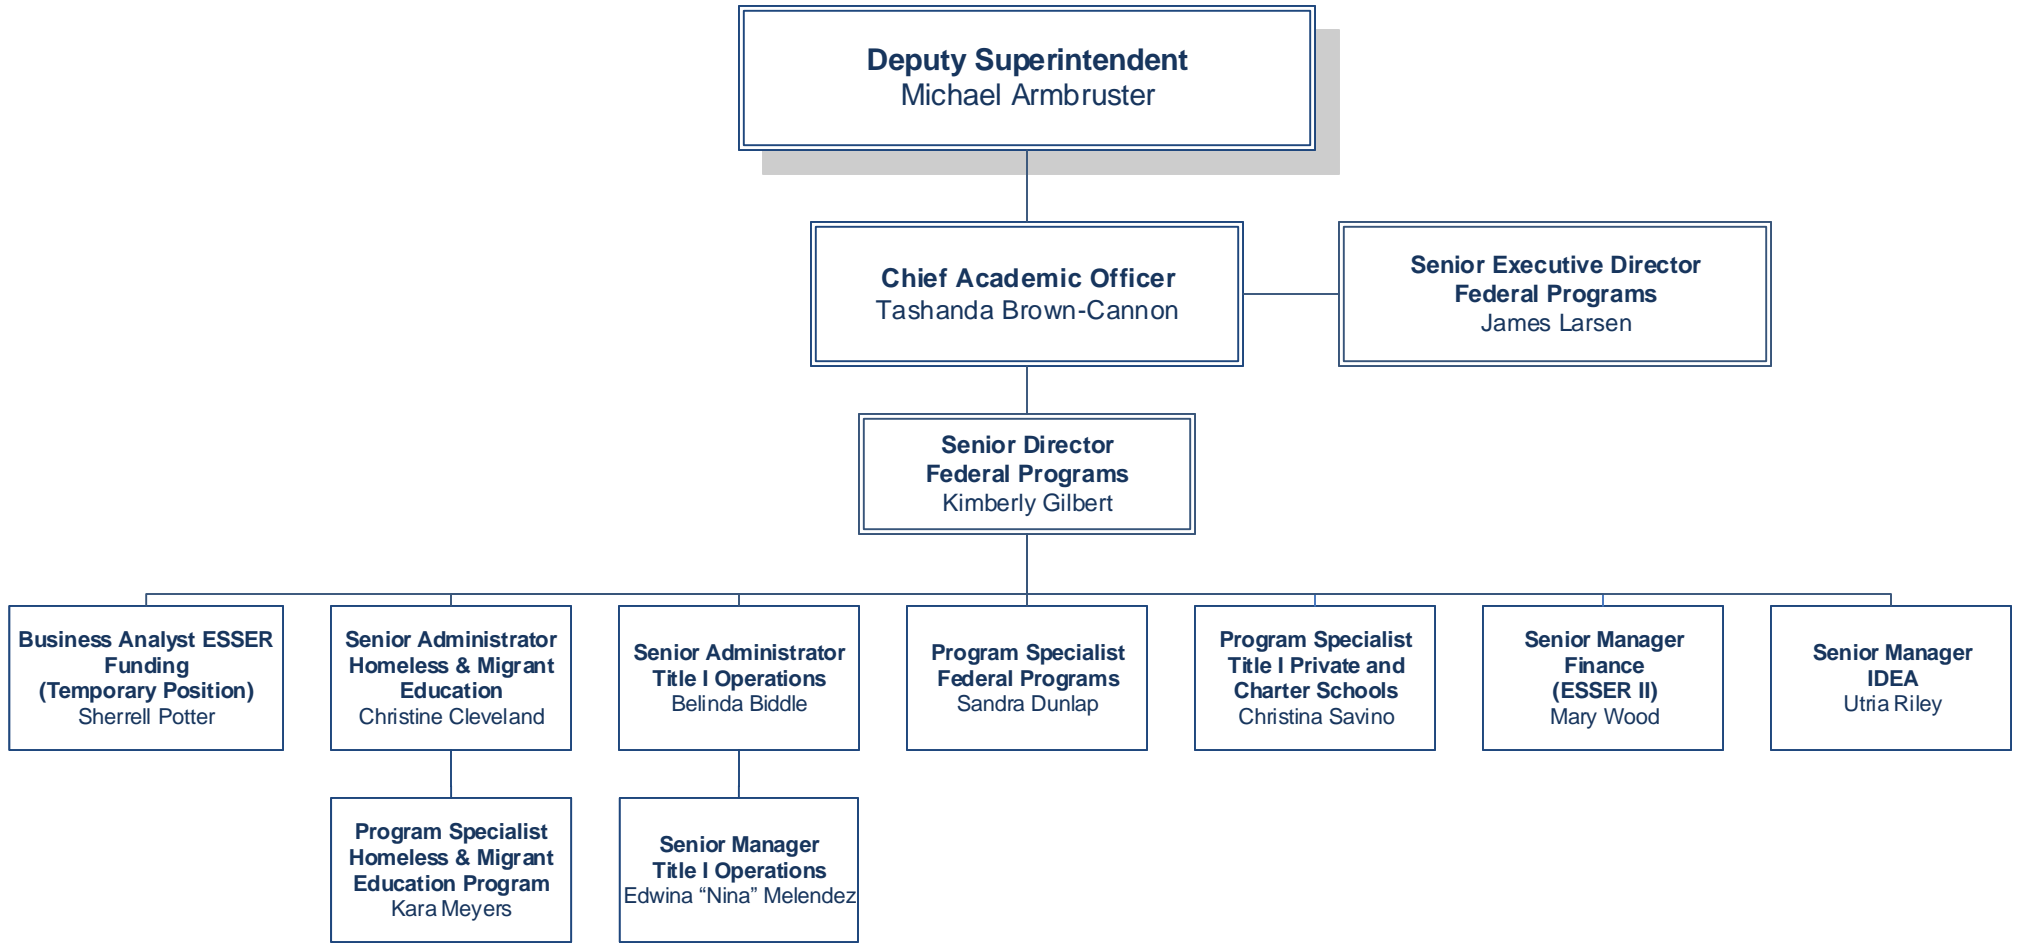 Deputy Superintendent
Michael Armbruster
Chief Academic Officer
Tashanda Brown-Cannon
Senior Executive Director
Federal Programs
James Larsen
Senior Director
Federal Programs
Kimberly Gilbert
Business Analyst ESSER
Funding
(Temporary Position)
Sherrell Potter
Senior Administrator
Homeless & Migrant
Education
Christine Cleveland
Senior Administrator
Title I Operations
Belinda Biddle
Program Specialist
Federal Programs
Sandra Dunlap
Program Specialist
Title I Private and
Charter Schools
Christina Savino
Senior Manager
Finance
(ESSER II)
Mary Wood
Senior Manager
IDEA
Utria Riley
Program Specialist
Homeless & Migrant
Education Program
Kara Meyers
Senior Manager
Title I Operations
Edwina “Nina” Melendez